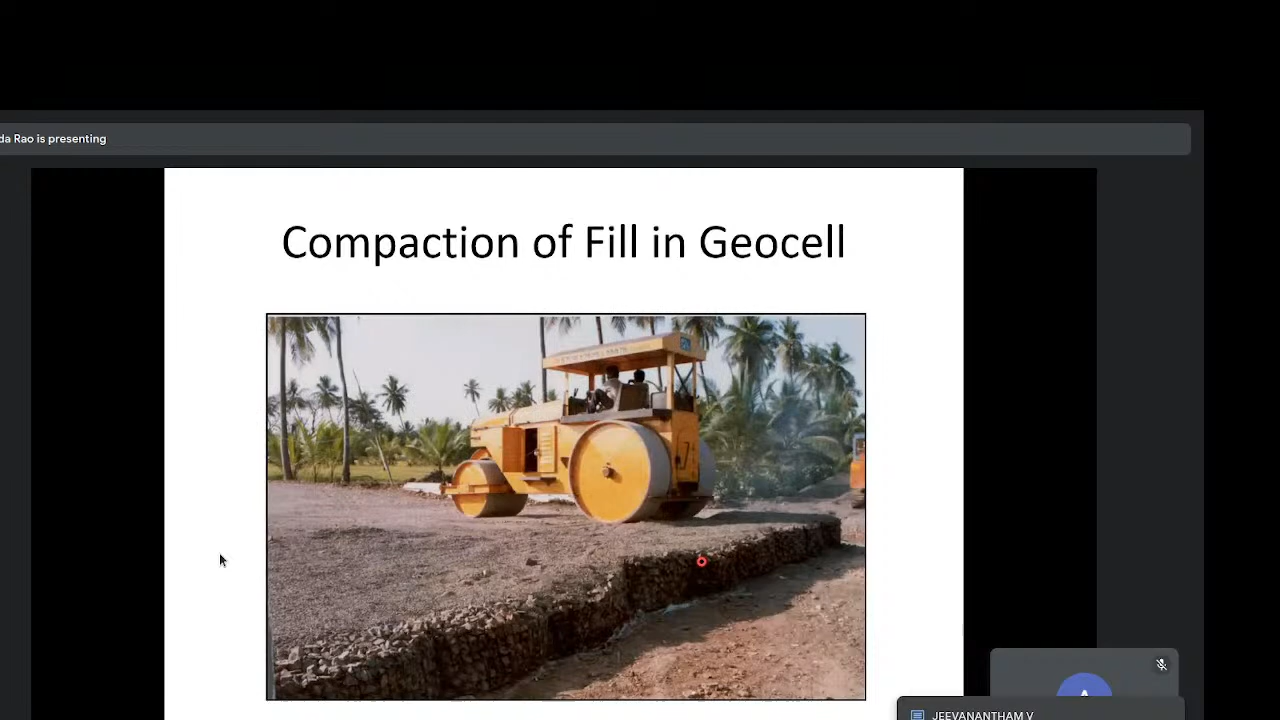 da Rao is presenting
Compaction of Fill in Geocell
JEEVANANTHAM V